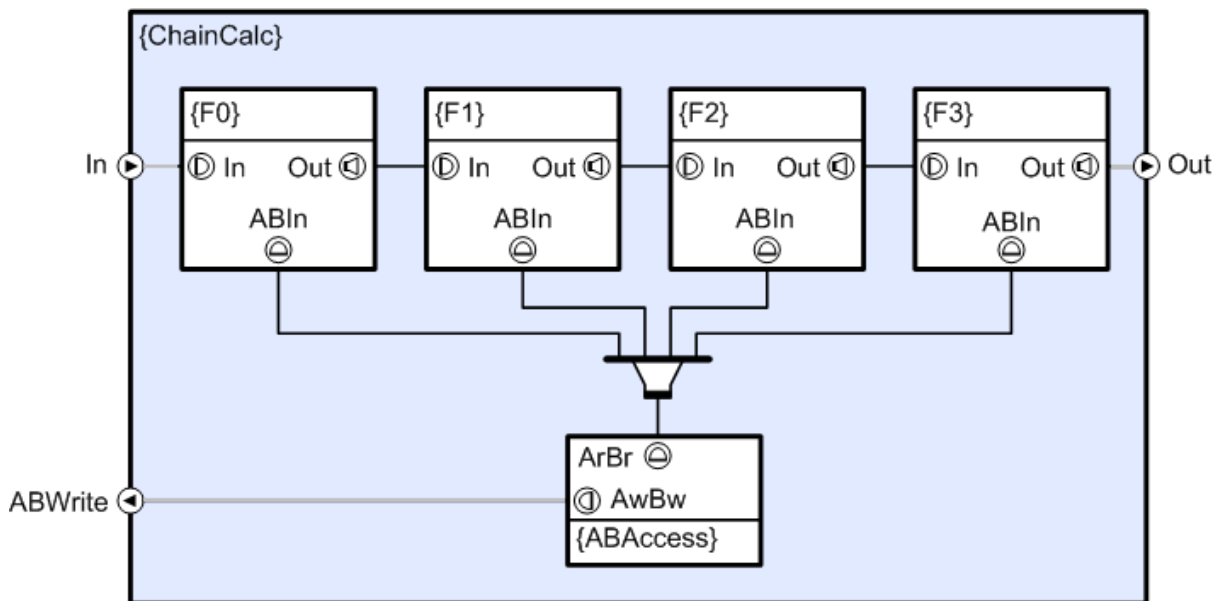 {ChainCalc}
{F0} {F1} {F2} {F3}
In In Out In Out In Out In Out Out
ABIn ABIn ABIn ABIn
ArBr
ABWrite AwBw
{ABAccess}